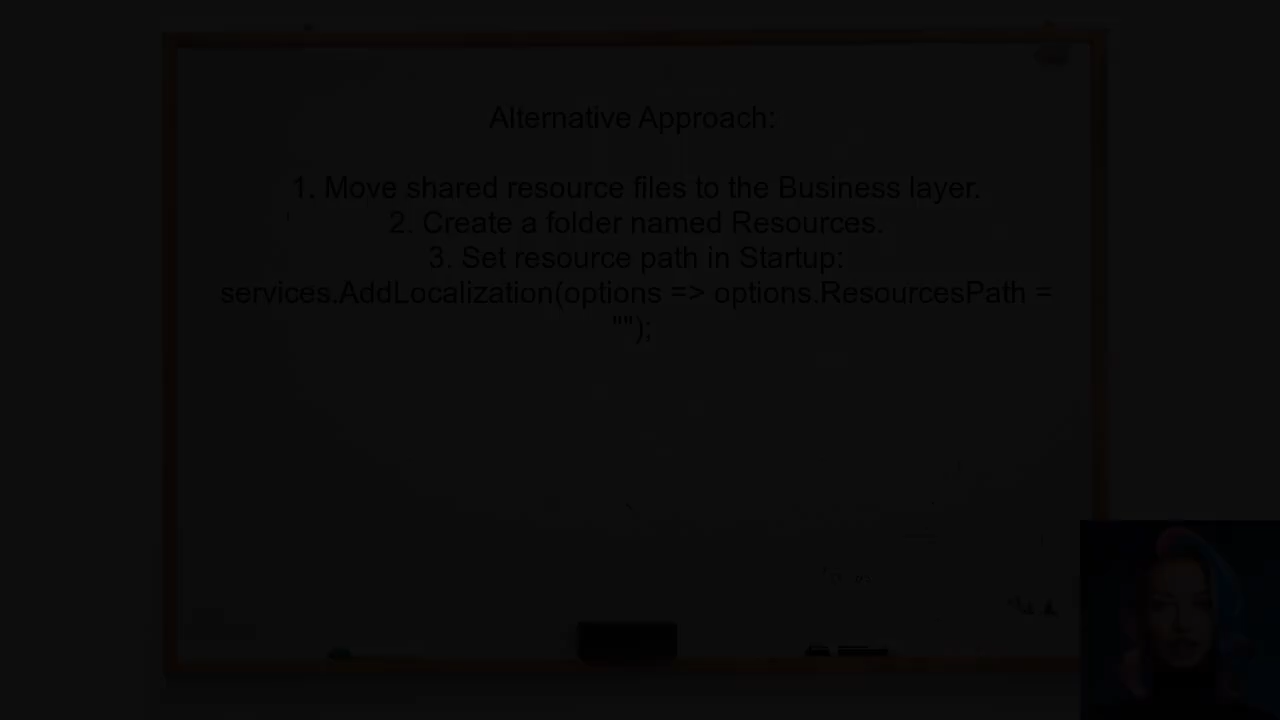 Alternative Approach:
1. Move shared resource files to the Business layer.
2. Create a folder named Resources.
3. Set resource path in Startup:
services.AddLocalization(options => options.ResourcesPath =
"");